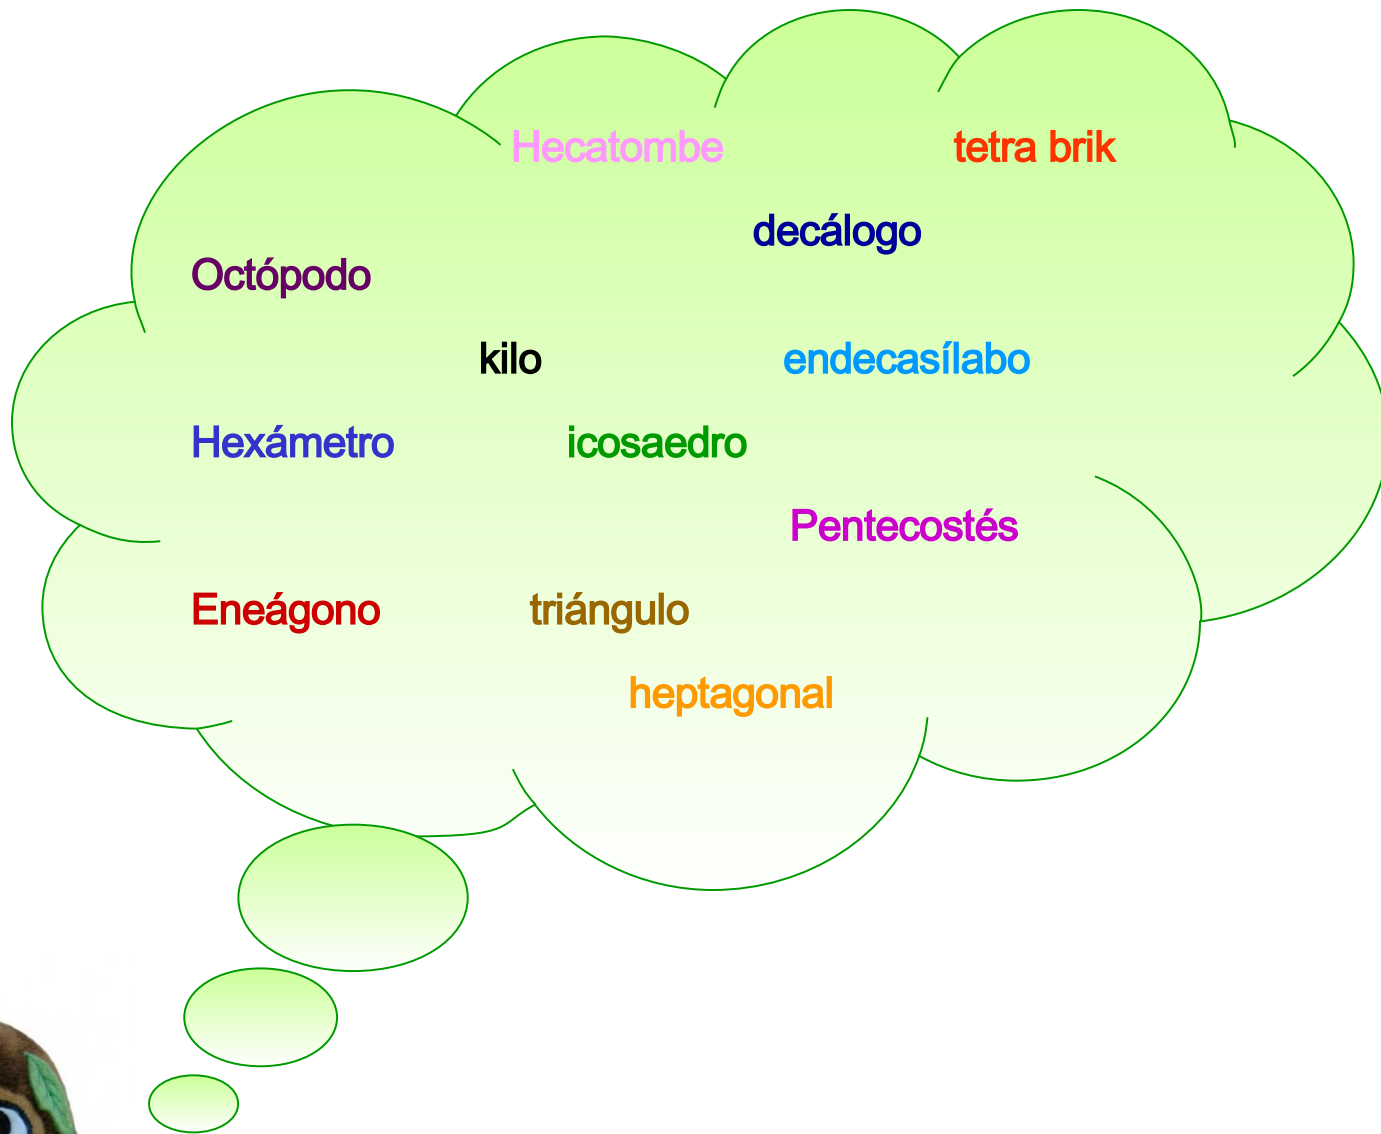 Hecatombe tetra brik
decálogo
Octópodo
kilo endecasílabo
Hexámetro icosaedro
Pentecostés
Eneágono triángulo
heptagonal